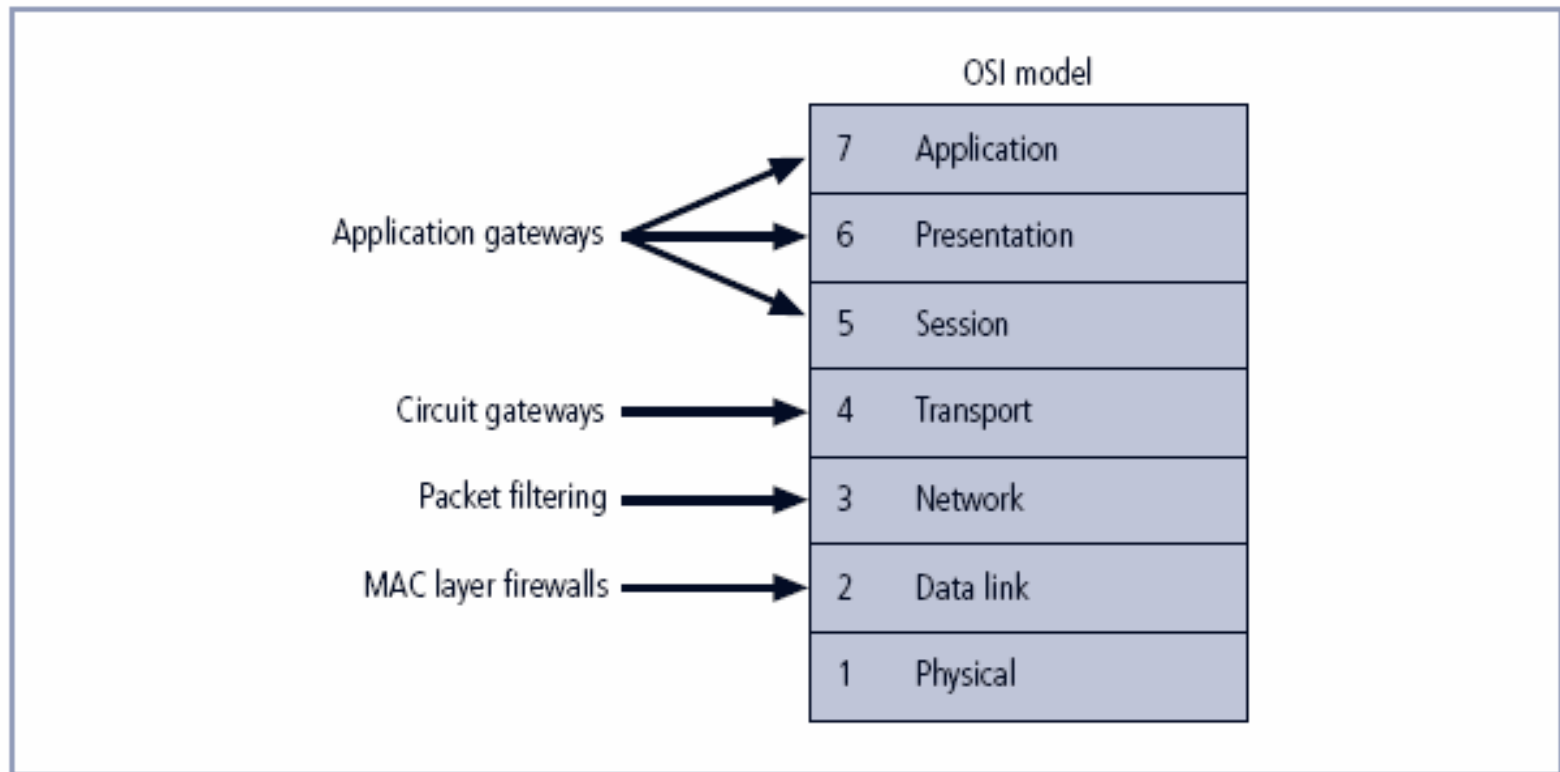 OSI model
7 Application
Application gateways
6 Presentation
5 Session
Circuit gateways
4 Transport
Packet filtering
3 Network
MAC layer firewalls
2 Data link
1 Physical